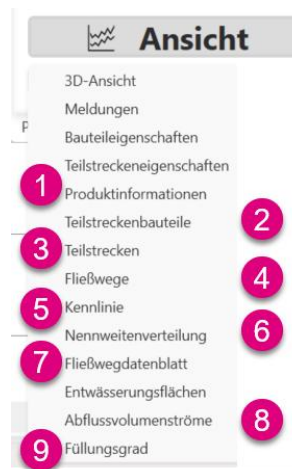 Ansicht
3D-Ansicht
Meldungen
P
Bauteileigenschaften
Teilstreckeneigenschaften
1 Produktinformationen
Teilstreckenbauteile 2
3 Teilstrecken
Fließwege 4
5 Kennlinie
Nennweitenverteilung 6
7 Fließwegdatenblatt
Entwässerungsflächen
Abflussvolumenströme 8
9 Füllungsgrad